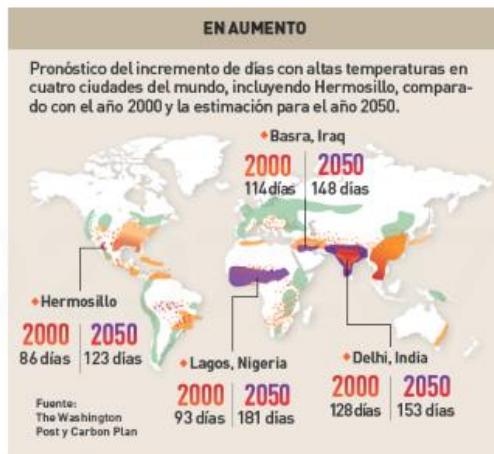 EN AUMENTO
Pronóstico del incremento de días con altas temperaturas en
cuatro ciudades del mundo, incluyendo Hermosillo, compara-
do con el año 2000 y la estimación para el año 2050.
Basra, Iraq
2000 2050
114 días 148 días
Hermosillo
2000 2050
86 días 123 días
Lagos, Nigeria
2000 2050
93 días 181 días
Delhi, India
2000 2050
128 días 153 días
Fuente:
The Washington
Post y Carbon Plan